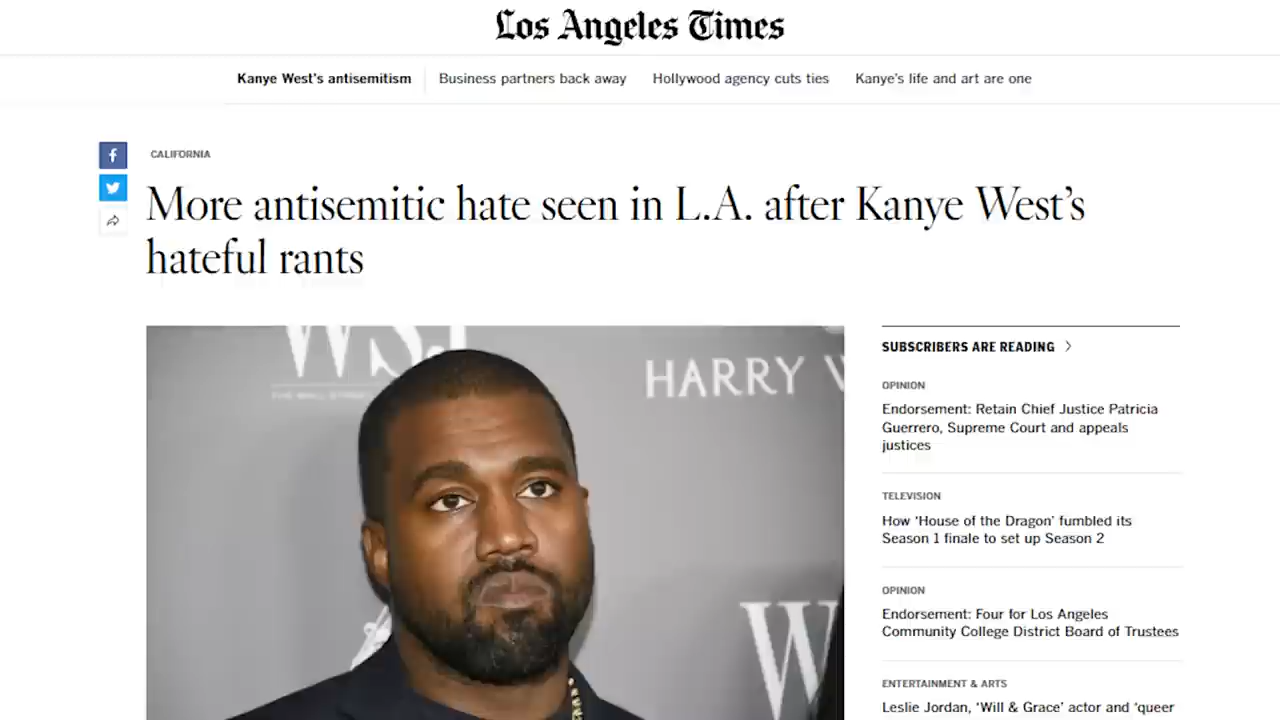 Los Angeles Times
Kanye West's antisemitism
Business partners back away
Hollywood agency cuts ties
Kanye's life and art are one
CALIFORNIA
More antisemitic hate seen in L.A. after Kanye West's
hateful rants
WSJ
HARRY
W
SUBSCRIBERS ARE READING
OPINION
Endorsement: Retain Chief Justice Patricia
Guerrero, Supreme Court and appeals
justices
TELEVISION
How 'House of the Dragon' fumbled its
Season 1 finale to set up Season 2
OPINION
Endorsement: Four for Los Angeles
Community College District Board of Trustees
ENTERTAINMENT & ARTS
Leslie Jordan, 'Will & Grace' actor and 'queer